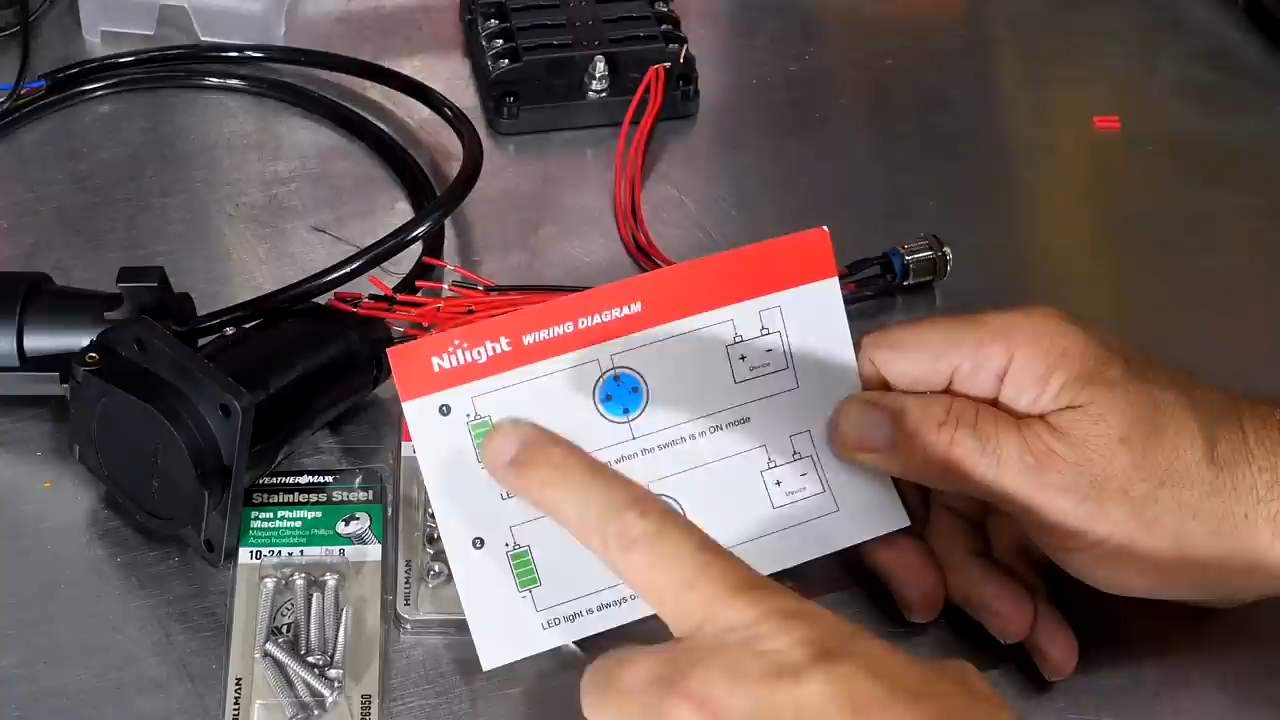 Nilight WIRING DIAGRAM
1
+ -
Device
LE
n when the switch is in ON mode
2
+ -
Device
LED light is always o
WEATHERMAXX
Stainless Steel
Pan Phillips
Machine
Máquina Cilíndrica Phillips
Acero Inoxidable
10-24 x 1
8
HILLMAN
HILLMAN